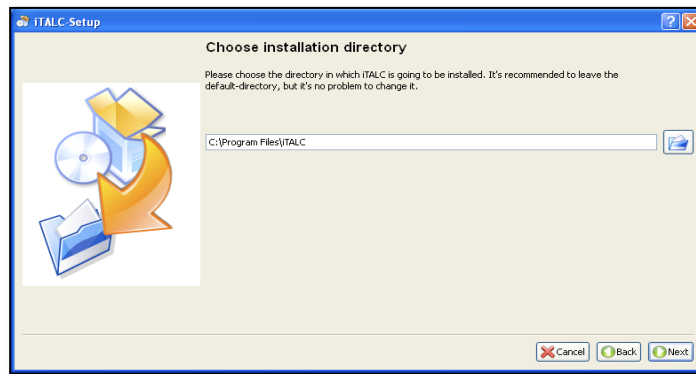 iTALC-Setup
Choose installation directory
Please choose the directory in which iTALC is going to be installed. It's recommended to leave the
default-directory, but it's no problem to change it.
C:\Program Files\iTALC
Cancel Back Next